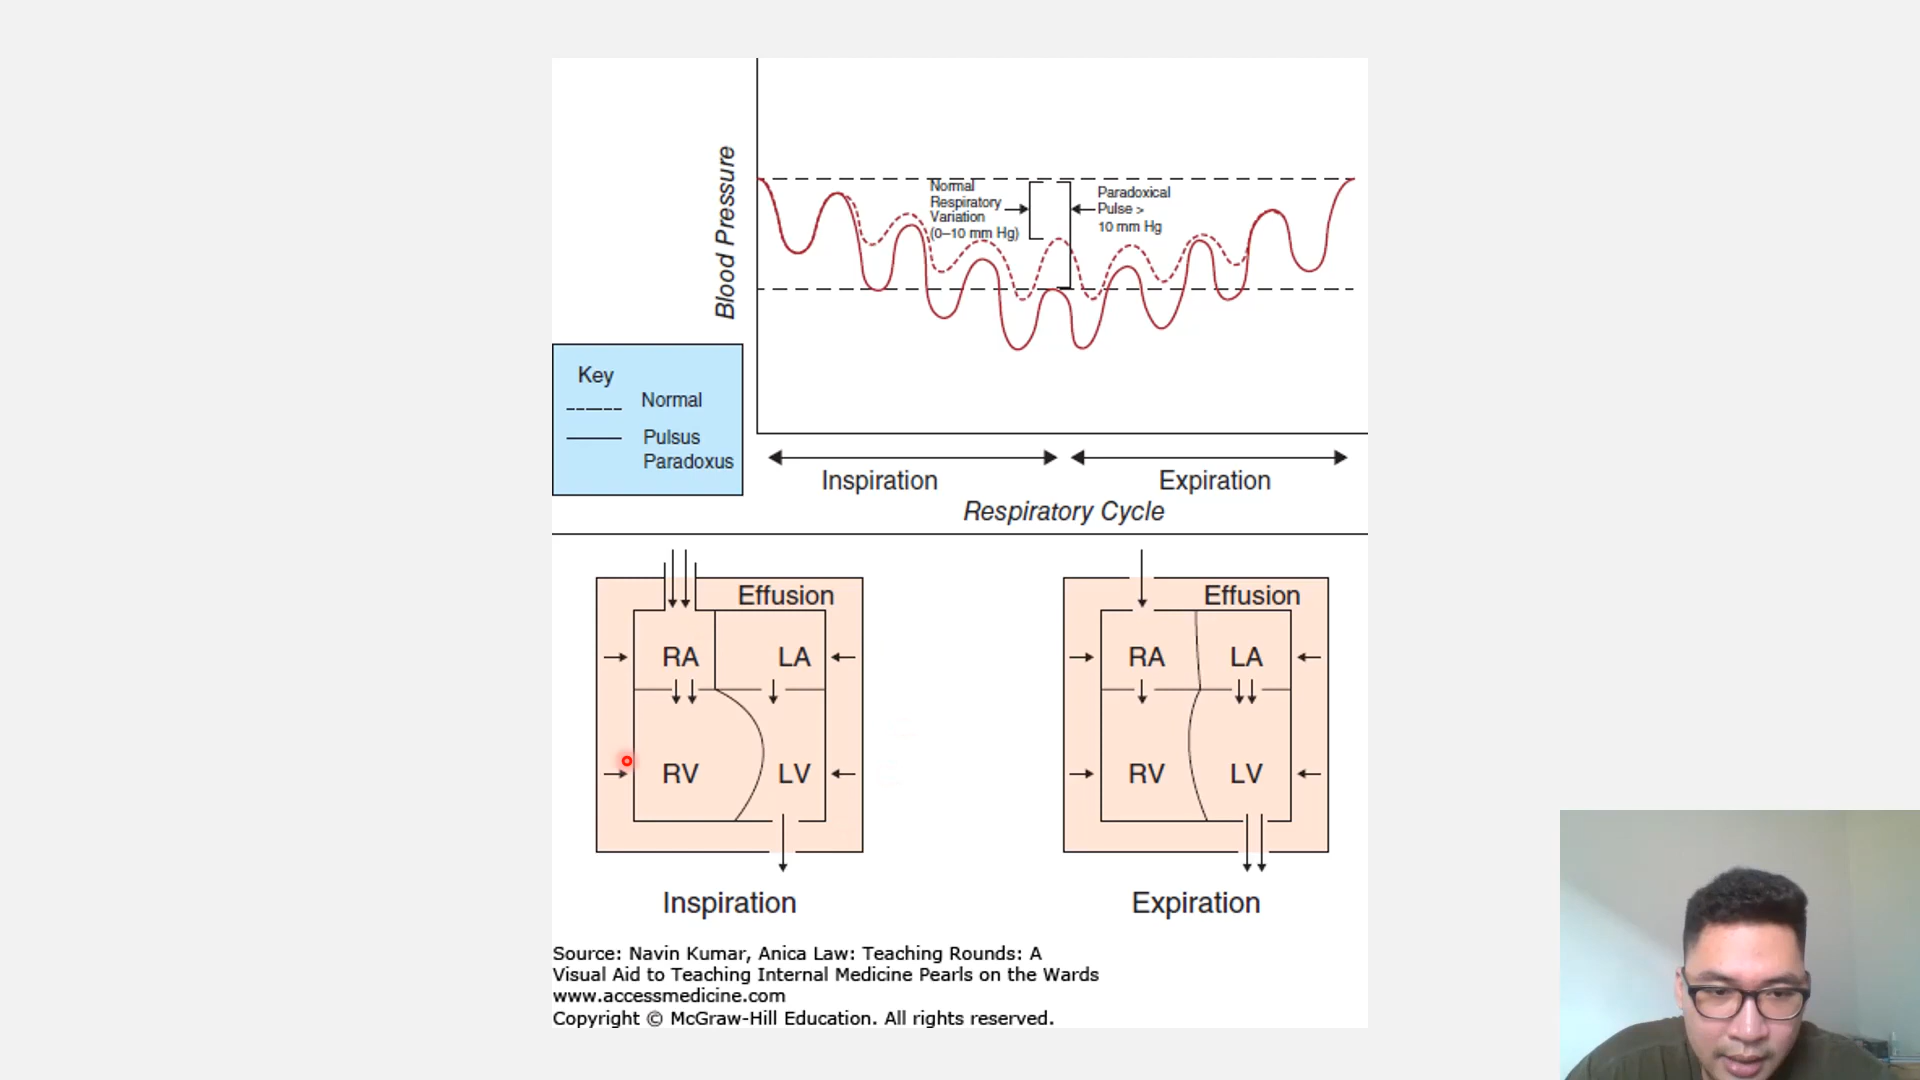 Blood Pressure
Normal
Respiratory
Variation
(0–10 mm Hg)
Paradoxical
Pulse >
10 mm Hg
Key
Normal
Pulsus
Paradoxus
Inspiration
Expiration
Respiratory Cycle
Effusion
RA
LA
RV
LV
Inspiration
Effusion
RA
LA
RV
LV
Expiration
Source: Navin Kumar, Anica Law: Teaching Rounds: A
Visual Aid to Teaching Internal Medicine Pearls on the Wards
www.accessmedicine.com
Copyright © McGraw-Hill Education. All rights reserved.